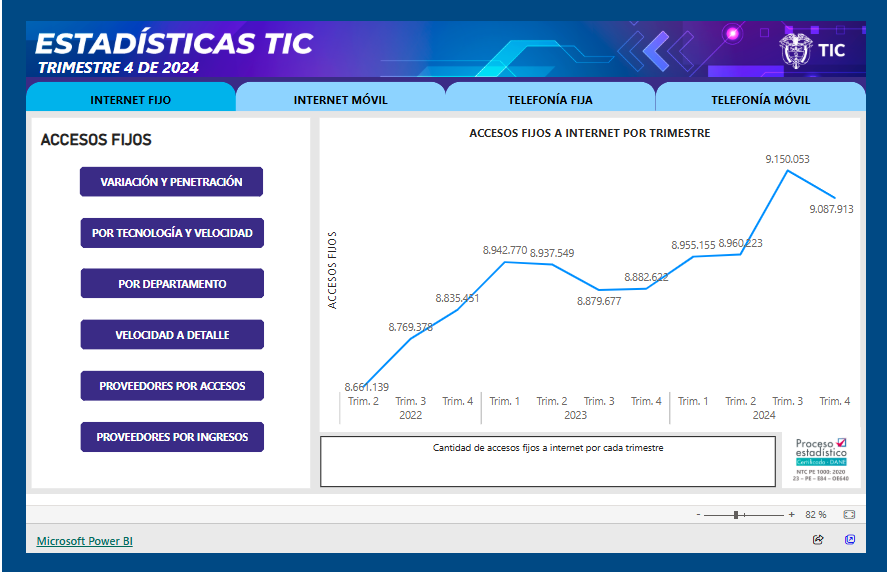 ESTADÍSTICAS TIC
TRIMESTRE 4 DE 2024
TIC
INTERNET FIJO
INTERNET MÓVIL
TELEFONÍA FIJA
TELEFONÍA MÓVIL
ACCESOS FIJOS
VARIACIÓN Y PENETRACIÓN
POR TECNOLOGÍA Y VELOCIDAD
POR DEPARTAMENTO
VELOCIDAD A DETALLE
PROVEEDORES POR ACCESOS
PROVEEDORES POR INGRESOS
ACCESOS FIJOS A INTERNET POR TRIMESTRE
ACCESOS FIJOS
8.661.139
8.769.378
8.835.451
8.942.770
8.937.549
8.879.677
8.882.622
8.955.155
8.960.223
9.150.053
9.087.913
Trim. 2 Trim. 3 Trim. 4 Trim. 1 Trim. 2 Trim. 3 Trim. 4 Trim. 1 Trim. 2 Trim. 3 Trim. 4
2022 2023 2024
Cantidad de accesos fijos a internet por cada trimestre
Proceso
estadístico
Certificado - DANE
NTC PE 1000: 2020
23 – PE – 884 – OE640
- + 82 %
Microsoft Power BI